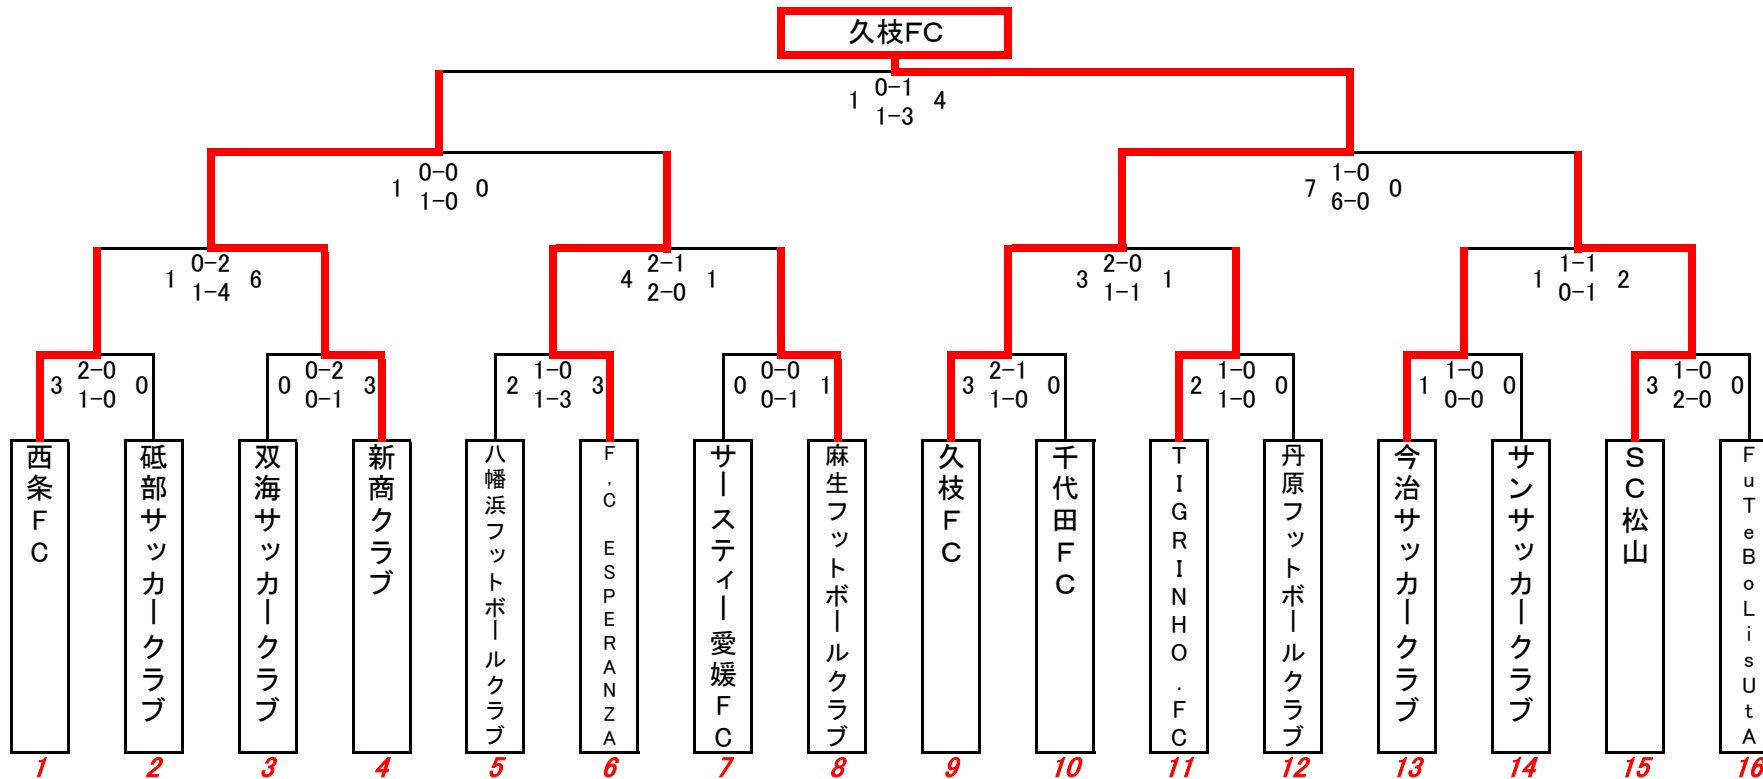 久枝FC
0-1
1 4
1-3
0-0
1 0
1-0
1-0
7 0
6-0
0-2
1 6
1-4
2-1
4 1
2-0
2-0
3 1
1-1
1-1
1 2
0-1
2-0
3 0
1-0
0-2
0 3
0-1
1-0
2 3
1-3
0-0
0 1
0-1
2-1
3 0
1-0
1-0
2 0
1-0
1-0
1 0
0-0
1-0
3 0
2-0
西条FC
砥部サッカークラブ
双海サッカークラブ
新商クラブ
八幡浜フットボールクラブ
F.C ESPERANZA
サースティー愛媛FC
麻生フットボールクラブ
久枝FC
千代田FC
TIGRINHO.FC
丹原フットボールクラブ
今治サッカークラブ
サンサッカークラブ
SC松山
FuTeBoLisUtA
1 2 3 4 5 6 7 8 9 10 11 12 13 14 15 16